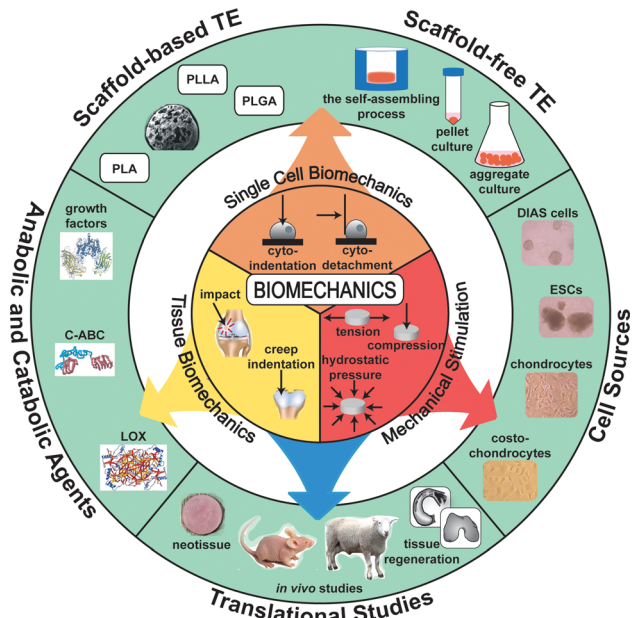 Scaffold-based TE
Scaffold-free TE
PLLA
PLGA
PLA
the self-assembling
process
pellet
culture
aggregate
culture
growth
factors
C-ABC
LOX
Anabolic and Catabolic Agents
DIAS cells
ESCs
chondrocytes
costo-
chondrocytes
Cell Sources
Single Cell Biomechanics
cyto-
indentation
cyto-
detachment
BIOMECHANICS
impact
creep
indentation
Tissue Biomechanics
tension
compression
hydrostatic
pressure
Mechanical Stimulation
neotissue
in vivo studies
tissue
regeneration
Translational Studies